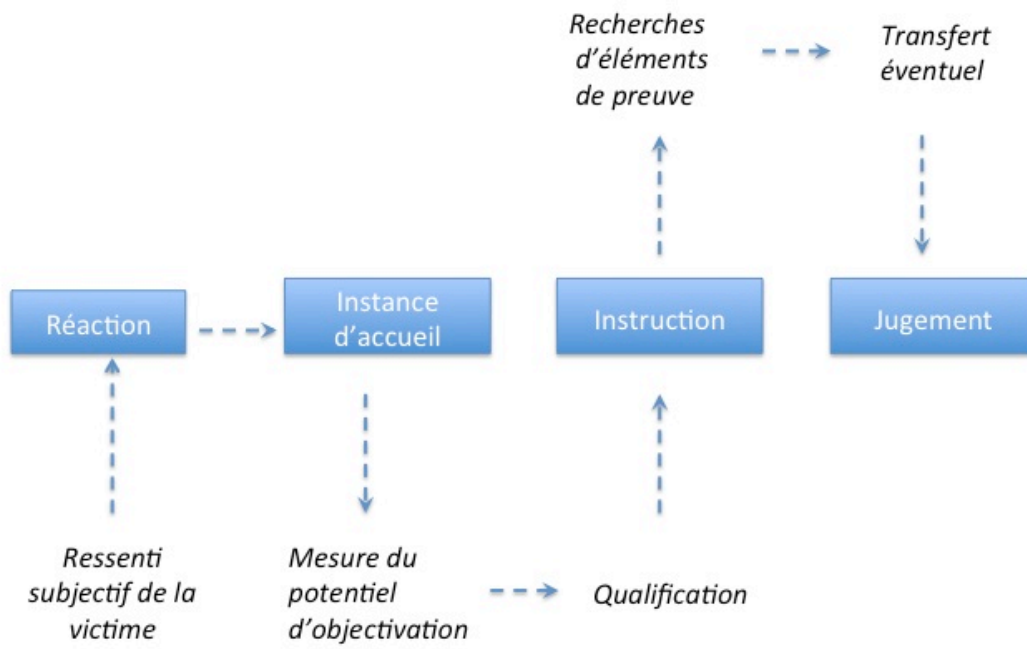 Recherches
d’éléments
de preuve
Transfert
éventuel
Réaction
Instance
d’accueil
Instruction
Jugement
Ressenti
subjectif de la
victime
Mesure du
potentiel
d’objectivation
Qualification